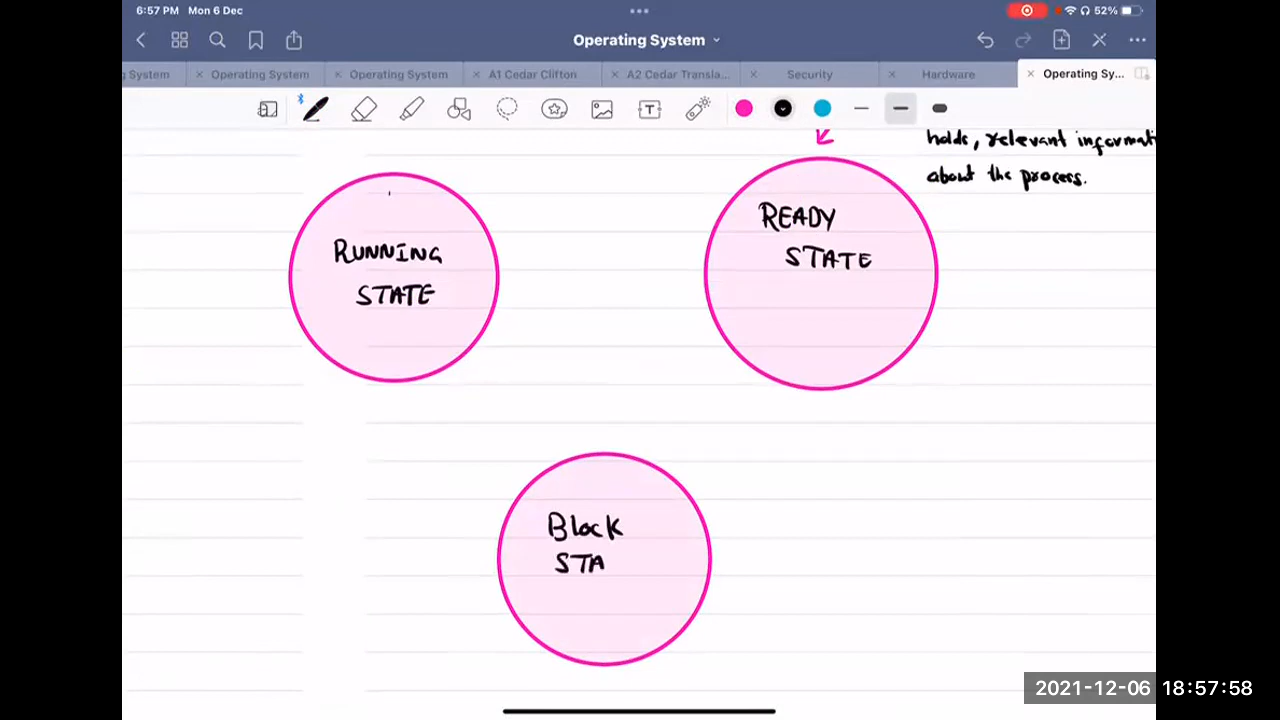 6:57 PM Mon 6 Dec
52%
Operating System
g System
Operating System
Operating System
A1 Cedar Clifton
A2 Cedar Transla...
Security
Hardware
Operating Sy...
holds, relevant informati
about the process.
RUNNING
STATE
READY
STATE
Block
STA
2021-12-06 18:57:58